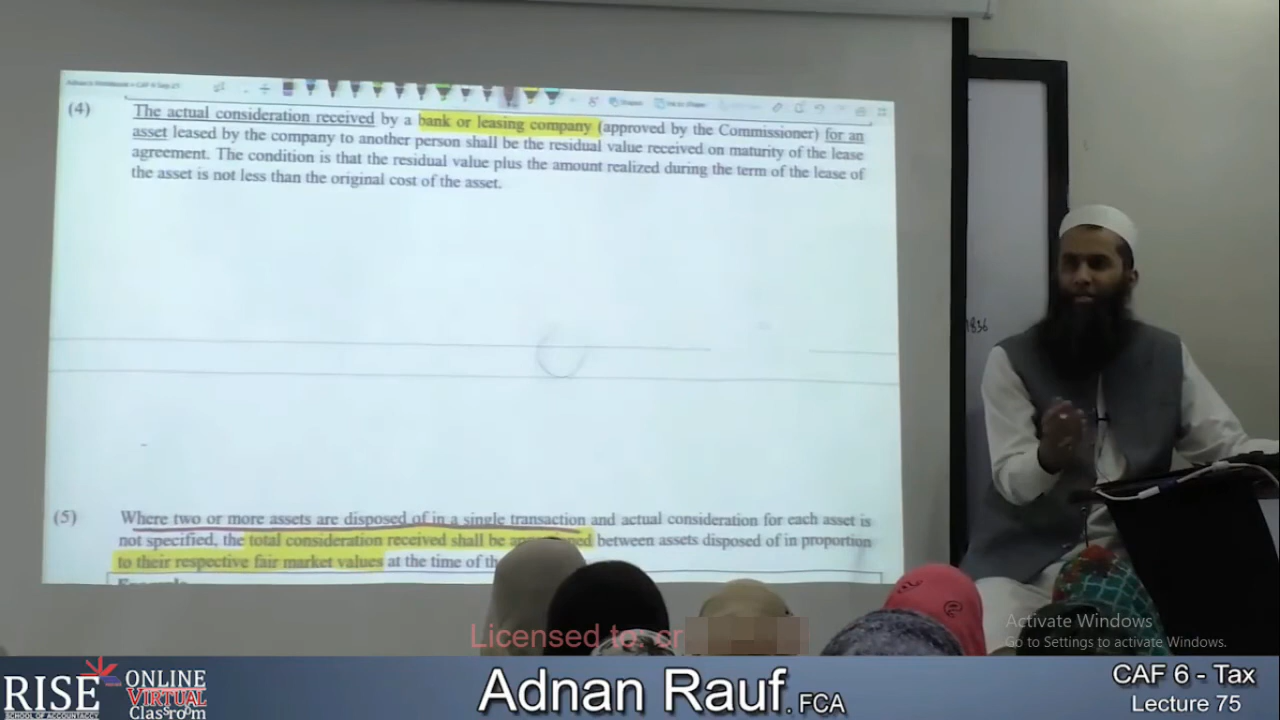 (4) The actual consideration received by a bank or leasing company (approved by the Commissioner) for an
asset leased by the company to another person shall be the residual value received on maturity of the lease
agreement. The condition is that the residual value plus the amount realized during the term of the lease of
the asset is not less than the original cost of the asset.
1836
(5) Where two or more assets are disposed of in a single transaction and actual consideration for each asset is
not specified, the total consideration received shall be between assets disposed of in proportion
to their respective fair market values at the time of
Activate Windows
Go to Settings to activate Windows.
Licensed to: cr
RISE
SCHOOL OF ACCOUNTANCY
ONLINE
VIRTUAL
Classroom
Adnan Rauf. FCA
CAF 6 - Tax
Lecture 75